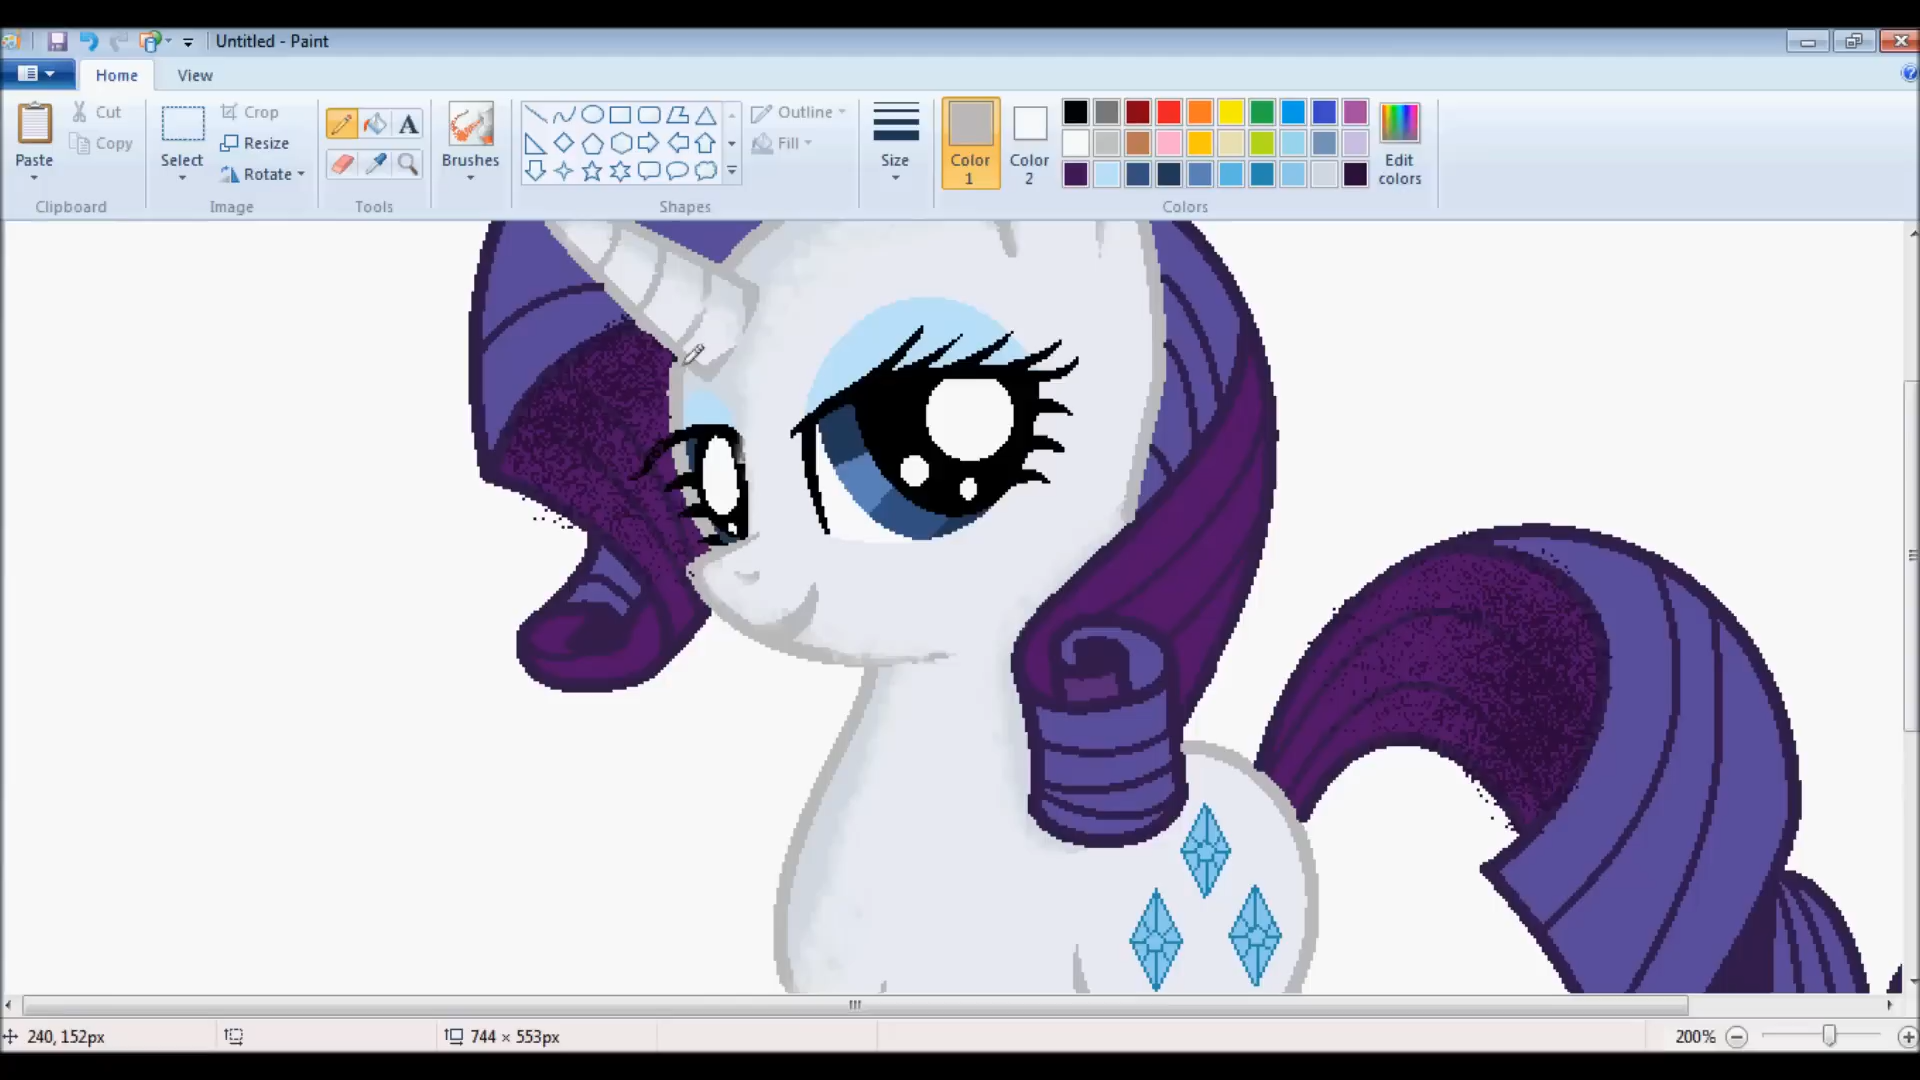 Untitled - Paint
Home View
Paste
Cut
Copy
Clipboard
Select
Crop
Resize
Rotate
Image
A
Tools
Brushes
Shapes
Outline
Fill
Size
Color 1
Color 2
Edit colors
Colors
240, 152px
744 × 553px
200%